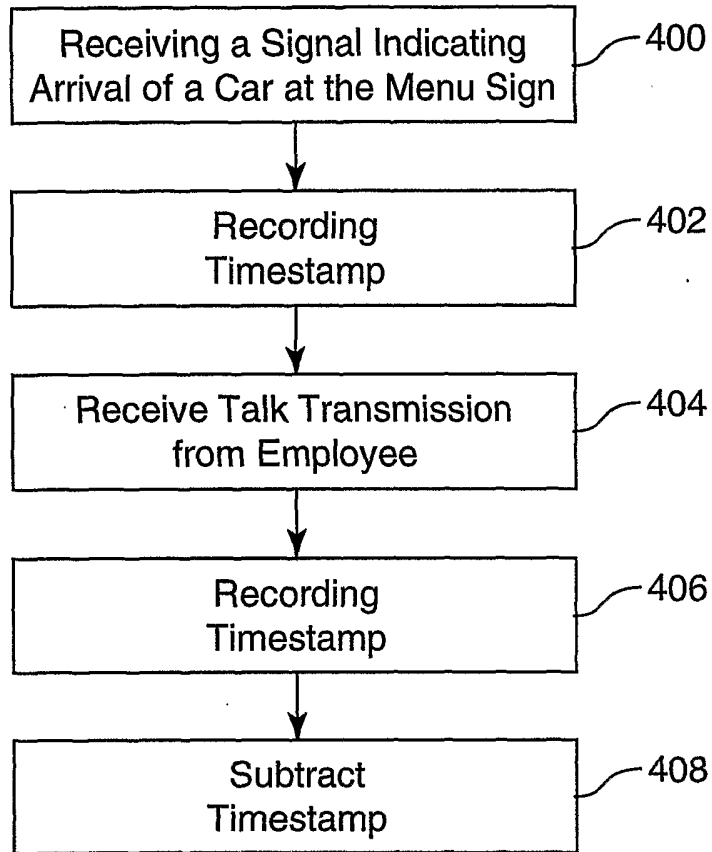 Receiving a Signal Indicating
Arrival of a Car at the Menu Sign
400
Recording
Timestamp
402
Receive Talk Transmission
from Employee
404
Recording
Timestamp
406
Subtract
Timestamp
408